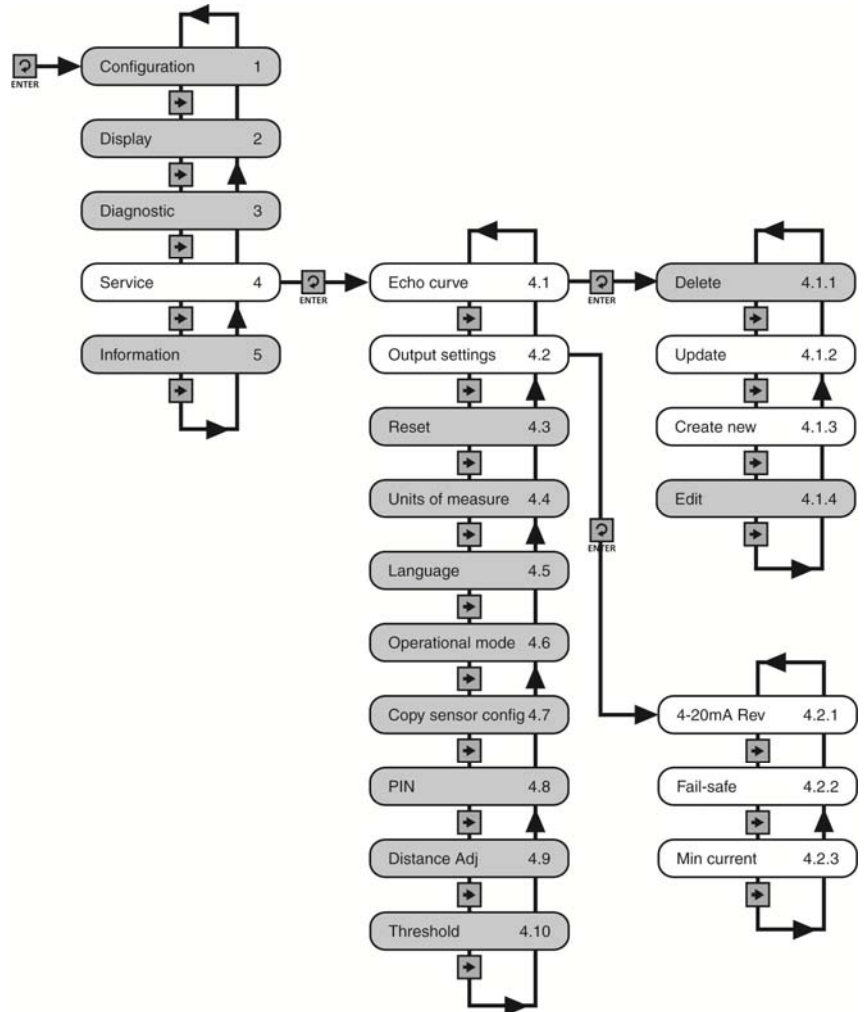 Configuration 1
ENTER
Display 2
Diagnostic 3
Service 4
ENTER
Information 5
Echo curve 4.1
ENTER
Output settings 4.2
ENTER
Reset 4.3
Units of measure 4.4
Language 4.5
Operational mode 4.6
Copy sensor config 4.7
PIN 4.8
Distance Adj 4.9
Threshold 4.10
Delete 4.1.1
Update 4.1.2
Create new 4.1.3
Edit 4.1.4
4-20mA Rev 4.2.1
Fail-safe 4.2.2
Min current 4.2.3